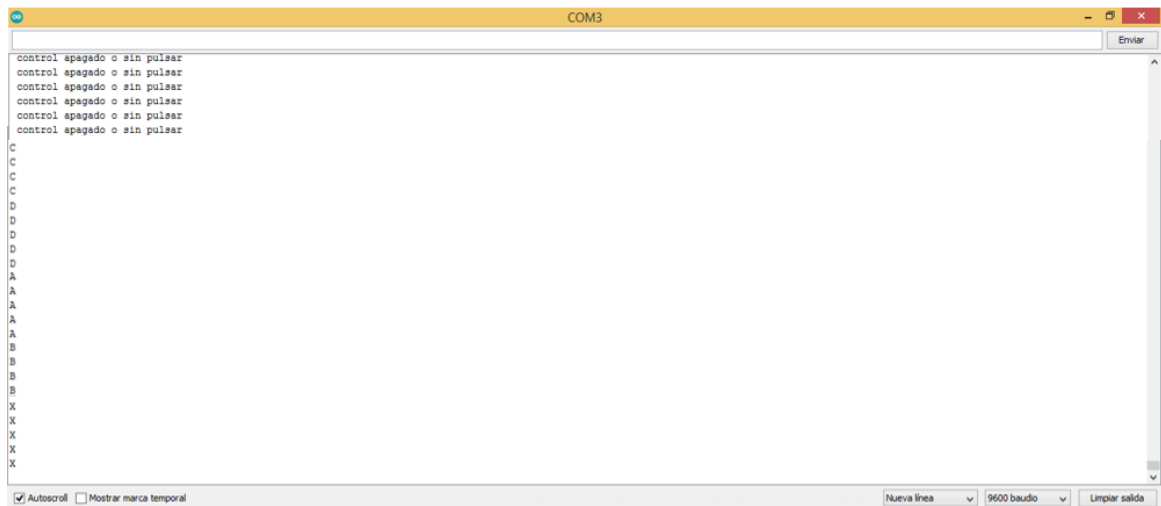 COM3
Enviar
control apagado o sin pulsar
control apagado o sin pulsar
control apagado o sin pulsar
control apagado o sin pulsar
control apagado o sin pulsar
control apagado o sin pulsar
C
C
C
C
D
D
D
D
D
A
A
A
A
A
B
B
B
B
X
X
X
X
X
Autoscroll Mostrar marca temporal Nueva línea 9600 baudio Limpiar salida